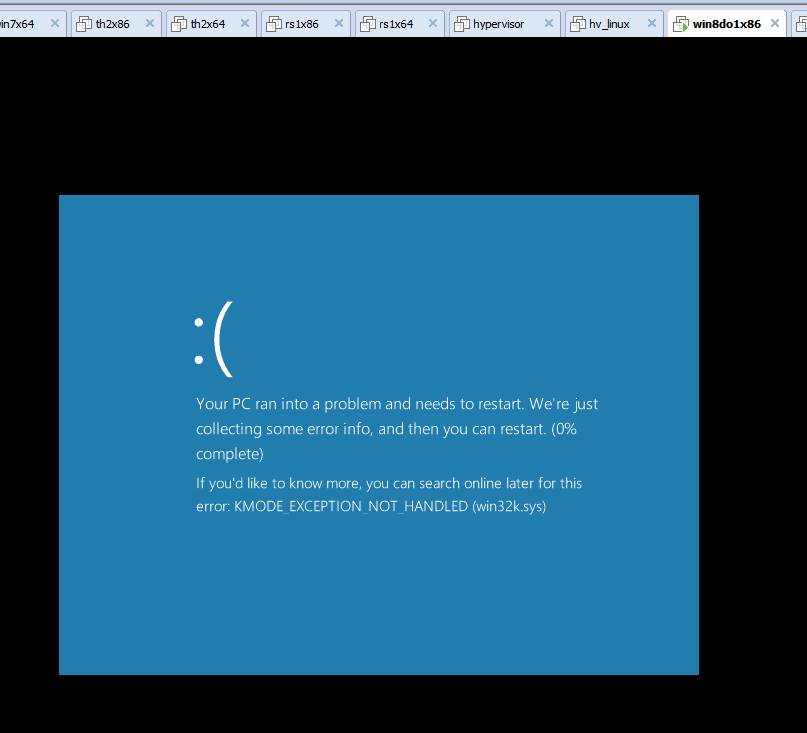 in7x64
th2x86
th2x64
rs1x86
rs1x64
hypervisor
hv_linux
win8do1x86
:(
Your PC ran into a problem and needs to restart. We're just
collecting some error info, and then you can restart. (0%
complete)
If you'd like to know more, you can search online later for this
error: KMODE_EXCEPTION_NOT_HANDLED (win32k.sys)